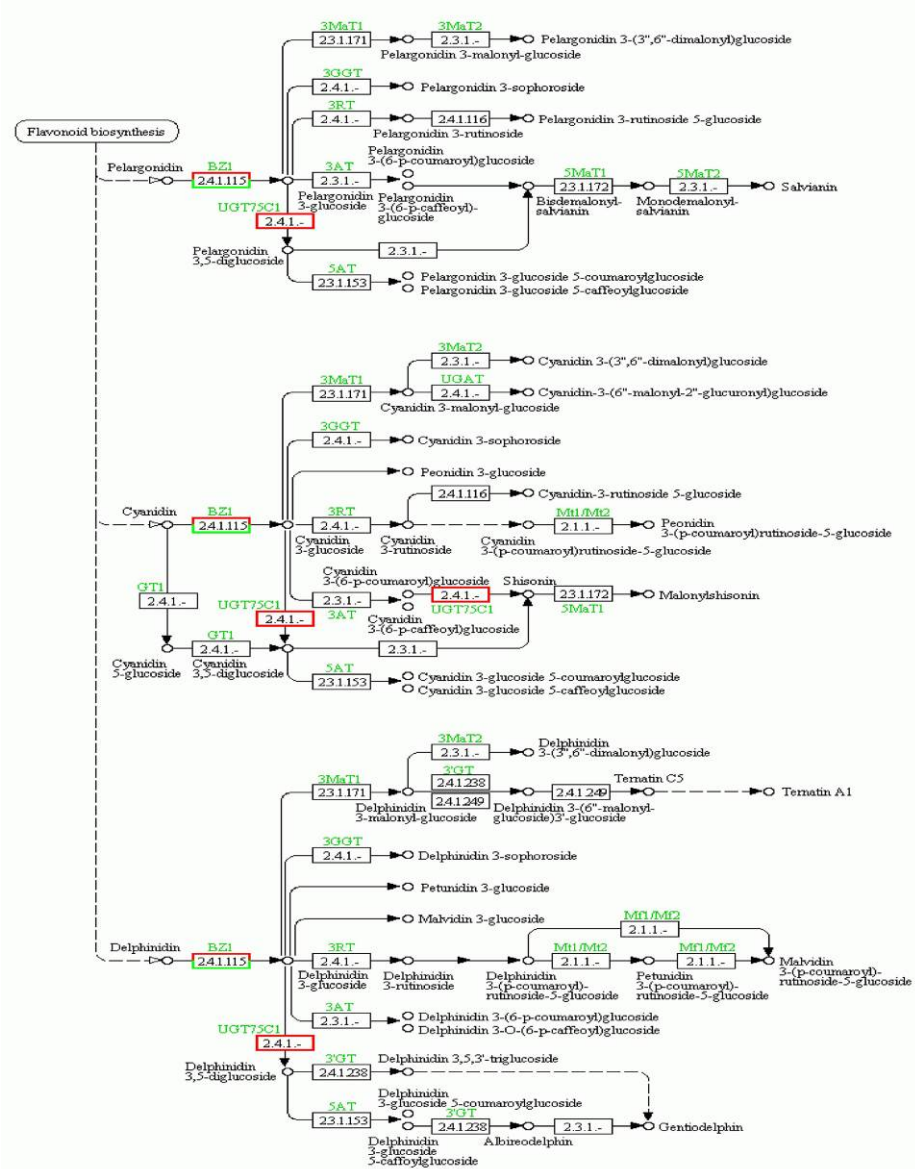 3MaT1
3MaT2
2.3.1.171
2.3.1.-
Pelargonidin 3-(3",6"-dimalonyl)glucoside
Pelargonidin 3-malonyl-glucoside
3GGT
2.4.1.-
Pelargonidin 3-sophoroside
3RT
2.4.1.-
2.4.1.116
Pelargonidin 3-rutinoside 5-glucoside
Pelargonidin 3-rutinoside
Flavonoid biosynthesis
Pelargonidin
BZ1
2.4.1.115
3AT
2.3.1.-
Pelargonidin
3-glucoside
Pelargonidin
3-(6-p-coumaroyl)glucoside
Pelargonidin
3-(6-p-caffeoyl)-
glucoside
5MaT1
2.3.1.172
Bisdemalonyl-
salvianin
5MaT2
2.3.1.-
Monodemalonyl-
salvianin
Salvianin
UGT75C1
2.4.1.-
Pelargonidin
3,5-diglucoside
2.3.1.-
5AT
2.3.1.153
Pelargonidin 3-glucoside 5-coumaroylglucoside
Pelargonidin 3-glucoside 5-caffeoylglucoside
3MaT2
2.3.1.-
Cyanidin 3-(3",6"-dimalonyl)glucoside
3MaT1
2.3.1.171
UGAT
2.4.1.-
Cyanidin-3-(6"-malonyl-2"-glucuronyl)glucoside
Cyanidin 3-malonyl-glucoside
3GGT
2.4.1.-
Cyanidin 3-sophoroside
Peonidin 3-glucoside
2.4.1.116
Cyanidin-3-rutinoside 5-glucoside
Cyanidin
BZ1
2.4.1.115
3RT
2.4.1.-
Cyanidin
3-glucoside
Cyanidin
3-rutinoside
Cyanidin
3-(p-coumaroyl)rutinoside-5-glucoside
Mt1/Mt2
2.1.1.-
Peonidin
3-(p-coumaroyl)rutinoside-5-glucoside
GT1
2.4.1.-
UGT75C1
2.4.1.-
Cyanidin
3-(6-p-coumaroyl)glucoside
2.3.1.-
3AT
Cyanidin
3-(6-p-caffeoyl)glucoside
2.4.1.-
UGT75C1
Shisonin
2.3.1.172
5MaT1
Malonylshisonin
GT1
2.4.1.-
2.3.1.-
Cyanidin
5-glucoside
Cyanidin
3,5-diglucoside
5AT
2.3.1.153
Cyanidin 3-glucoside 5-coumaroylglucoside
Cyanidin 3-glucoside 5-caffeoylglucoside
3MaT2
2.3.1.-
Delphinidin
3-(3",6"-dimalonyl)glucoside
3MaT1
2.3.1.171
3'GT
2.4.1.238
2.4.1.249
2.4.1.249
Ternatin C5
Ternatin A1
Delphinidin
3-malonyl-glucoside
Delphinidin 3-(6"-malonyl-
glucoside)3'-glucoside
3GGT
2.4.1.-
Delphinidin 3-sophoroside
Petunidin 3-glucoside
Malvidin 3-glucoside
Mf1/Mf2
2.1.1.-
Delphinidin
BZ1
2.4.1.115
3RT
2.4.1.-
Delphinidin
3-glucoside
Delphinidin
3-rutinoside
Delphinidin
3-(p-coumaroyl)-
rutinoside-5-glucoside
Mt1/Mt2
2.1.1.-
Petunidin
3-(p-coumaroyl)-
rutinoside-5-glucoside
Mf1/Mf2
2.1.1.-
Malvidin
3-(p-coumaroyl)-
rutinoside-5-glucoside
3AT
2.3.1.-
Delphinidin 3-(6-p-coumaroyl)glucoside
Delphinidin 3-O-(6-p-caffeoyl)glucoside
UGT75C1
2.4.1.-
Delphinidin
3,5-diglucoside
3'GT
2.4.1.238
Delphinidin 3,5,3'-triglucoside
5AT
2.3.1.153
Delphinidin
3-glucoside 5-coumaroylglucoside
Delphinidin
3-glucoside
5-caffoylglucoside
3'GT
2.4.1.238
Albireodelphin
2.3.1.-
Gentiodelphin